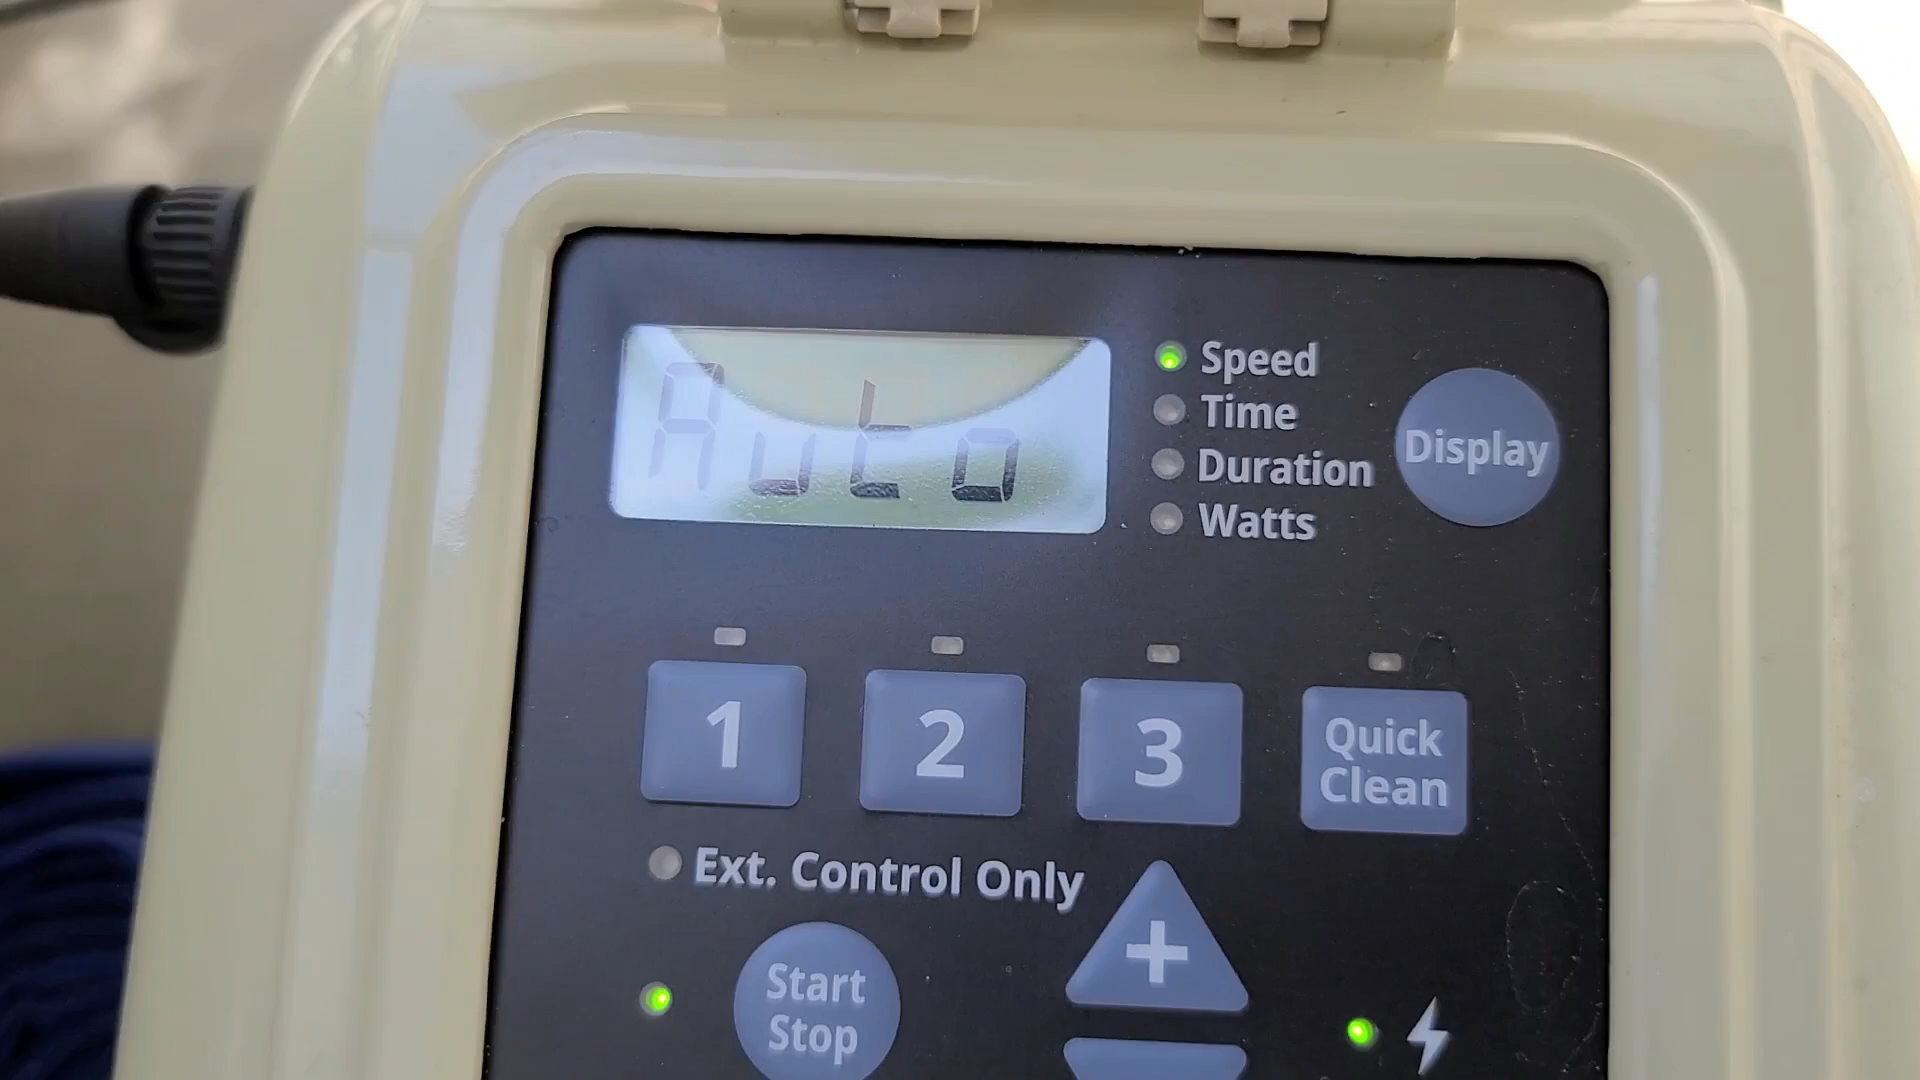 Auto
Speed
Time
Duration
Watts
Display
1
2
3
Quick
Clean
Ext. Control Only
+
Start
Stop